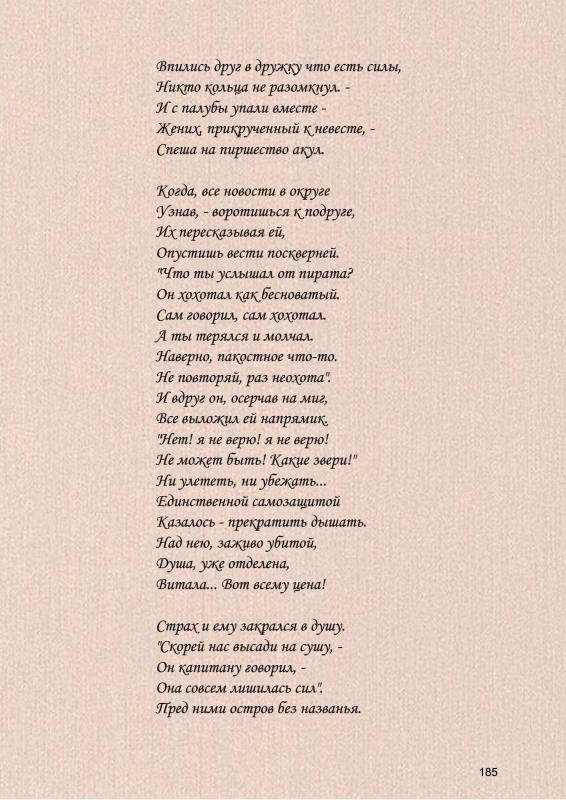 Впились друг в дружку что есть силы,
Никто кольца не разомкнул. -
И с палубы упали вместе -
Жених, прикрученный к невесте, -
Спеша на пиршество акул.

Когда, все новости в округе
Узнав, - воротишься к подруге,
Их пересказывая ей,
Опустишь вести поскверней.
"Что ты услышал от пирата?
Он хохотал как бесноватый.
Сам говорил, сам хохотал.
А ты терялся и молчал.
Наверно, пакостное что-то.
Не повторяй, раз неохота".
И вдруг он, осерчав на миг,
Все выложил ей напрямик.
"Нет! я не верю! я не верю!
Не может быть! Какие звери!"
Ни улететь, ни убежать...
Единственной самозащитой
Казалось - прекратить дышать.
Над нею, заживо убитой,
Душа, уже отделена,
Витала... Вот всему цена!

Страх и ему закрался в душу.
"Скорей нас высади на сушу, -
Он капитану говорил, -
Она совсем лишилась сил".
Пред ними остров без названья.

185